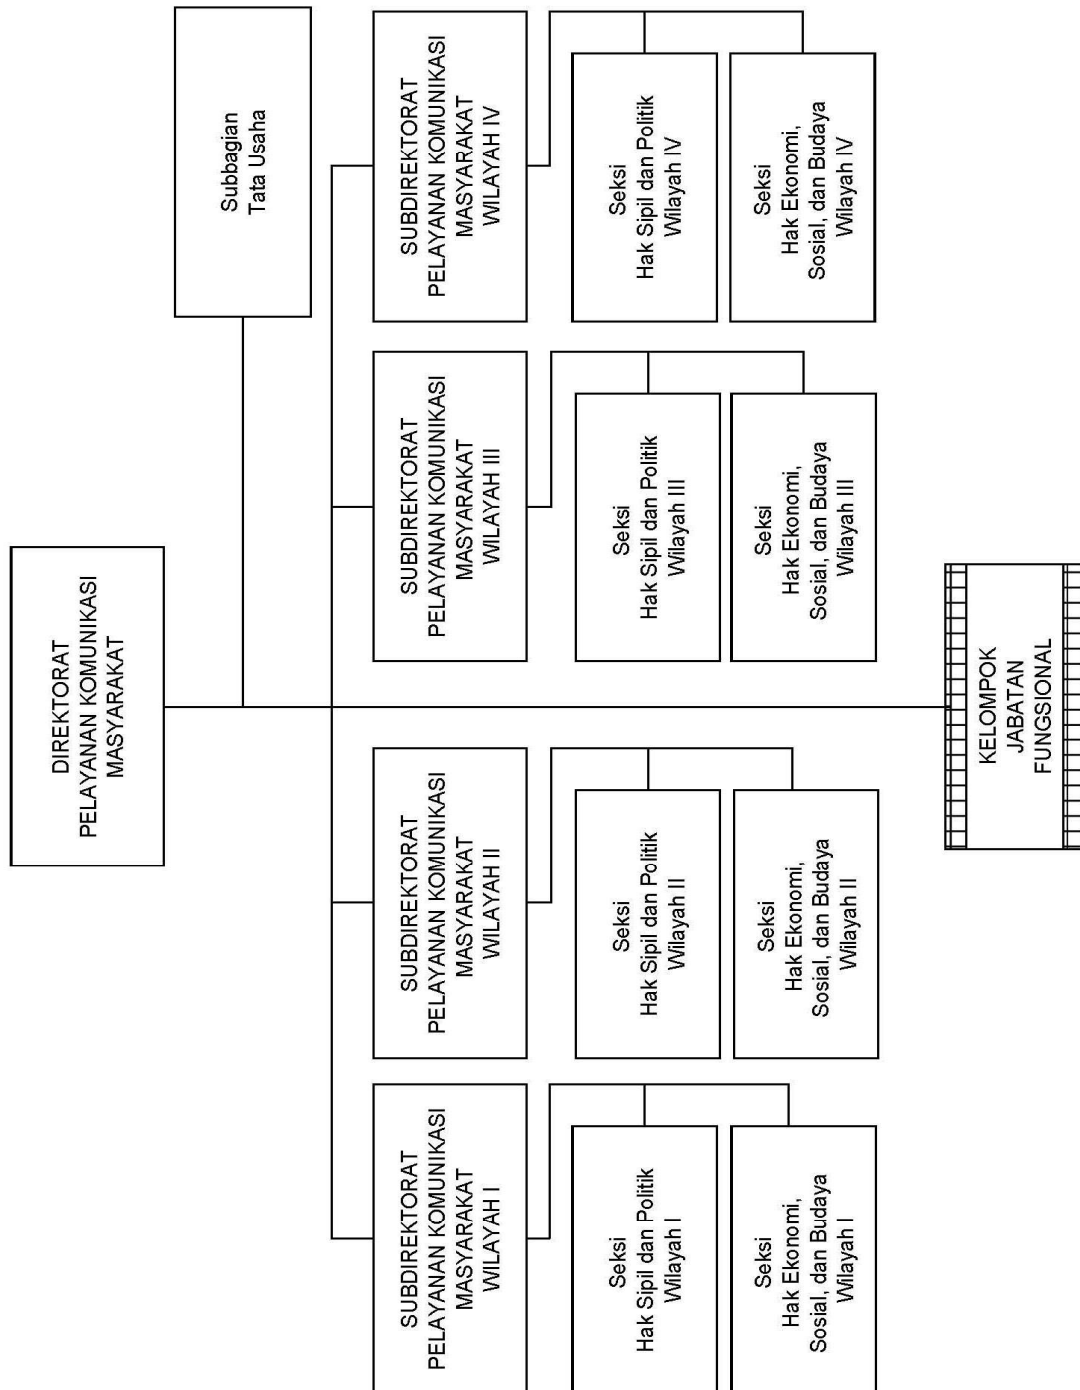 DIREKTORAT
PELAYANAN KOMUNIKASI
MASYARAKAT
Subbagian
Tata Usaha
SUBDIREKTORAT
PELAYANAN KOMUNIKASI
MASYARAKAT
WILAYAH I
SUBDIREKTORAT
PELAYANAN KOMUNIKASI
MASYARAKAT
WILAYAH II
SUBDIREKTORAT
PELAYANAN KOMUNIKASI
MASYARAKAT
WILAYAH III
SUBDIREKTORAT
PELAYANAN KOMUNIKASI
MASYARAKAT
WILAYAH IV
Seksi
Hak Sipil dan Politik
Wilayah I
Seksi
Hak Sipil dan Politik
Wilayah II
Seksi
Hak Sipil dan Politik
Wilayah III
Seksi
Hak Sipil dan Politik
Wilayah IV
Seksi
Hak Ekonomi,
Sosial, dan Budaya
Wilayah I
Seksi
Hak Ekonomi,
Sosial, dan Budaya
Wilayah II
Seksi
Hak Ekonomi,
Sosial, dan Budaya
Wilayah III
Seksi
Hak Ekonomi,
Sosial, dan Budaya
Wilayah IV
KELOMPOK
JABATAN
FUNGSIONAL